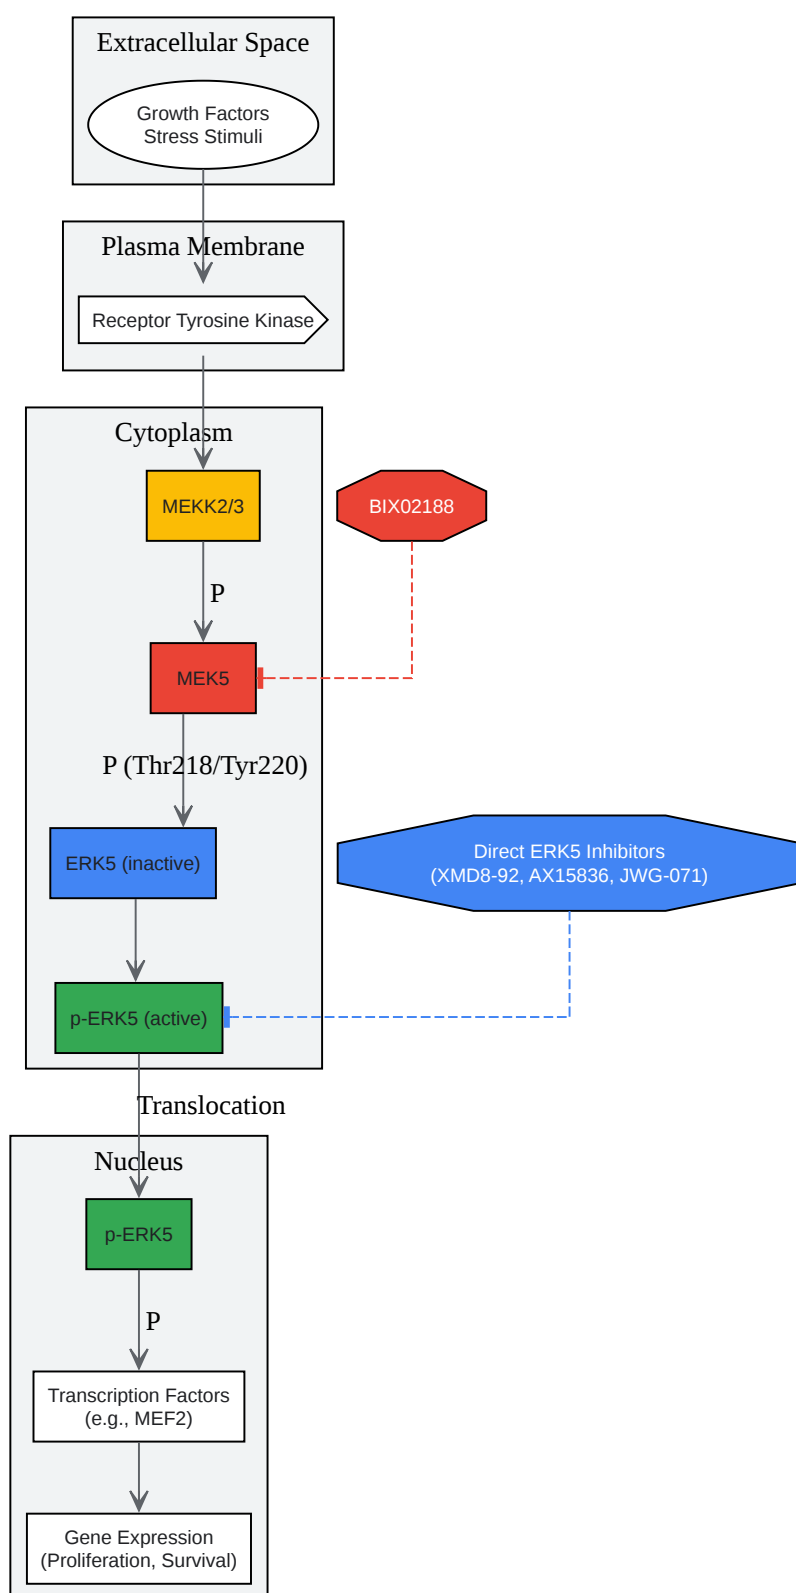 Extracellular Space
Growth Factors
Stress Stimuli
Plasma Membrane
Receptor Tyrosine Kinase
Cytoplasm
MEKK2/3
BIX02188
P
MEK5
P (Thr218/Tyr220)
ERK5 (inactive)
Direct ERK5 Inhibitors
(XMD8-92, AX15836, JWG-071)
p-ERK5 (active)
Translocation
Nucleus
p-ERK5
P
Transcription Factors
(e.g., MEF2)
Gene Expression
(Proliferation, Survival)